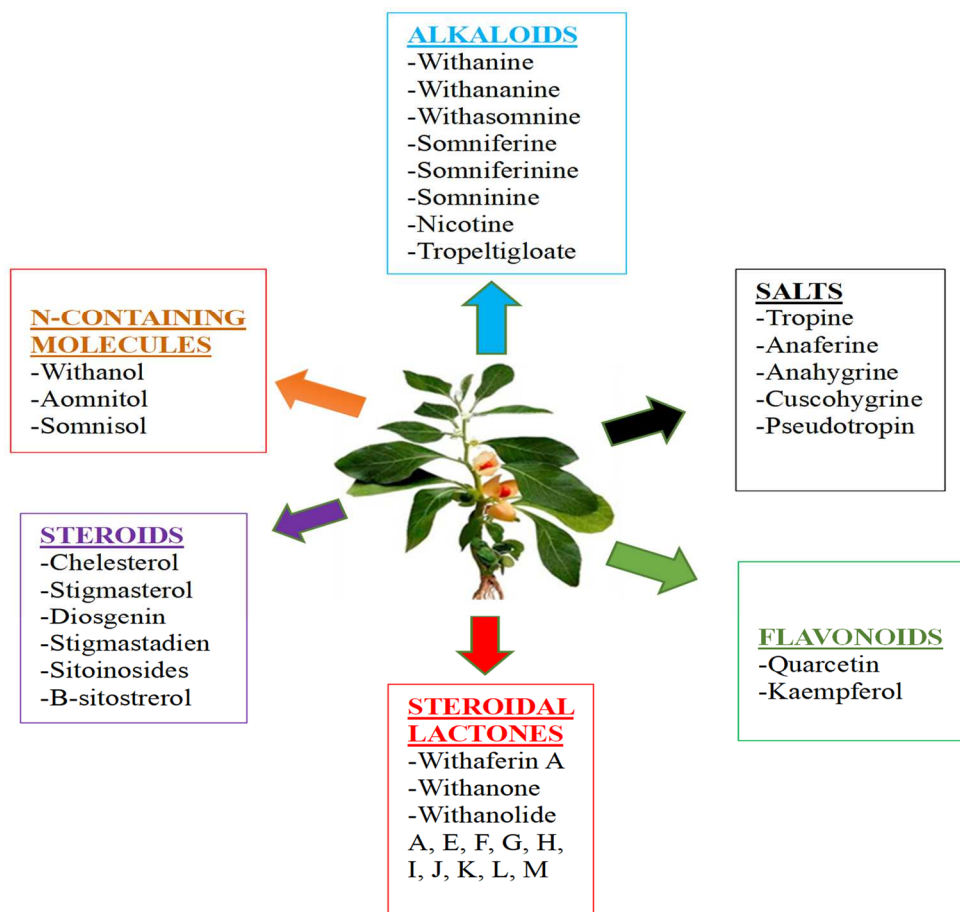 ALKALOIDS
-Withanine
-Withananine
-Withasomnine
-Somniferine
-Somniferinine
-Somninine
-Nicotine
-Tropeltigloate
N-CONTAINING
MOLECULES
-Withanol
-Aomnitol
-Somnisol
SALTS
-Tropine
-Anaferine
-Anahygrine
-Cuscohygrine
-Pseudotropin
STEROIDS
-Chelesterol
-Stigmasterol
-Diosgenin
-Stigmastadien
-Sitoinosides
-B-sitostrerol
FLAVONOIDS
-Quarcetin
-Kaempferol
STEROIDAL
LACTONES
-Withaferin A
-Withanone
-Withanolide
A, E, F, G, H,
I, J, K, L, M